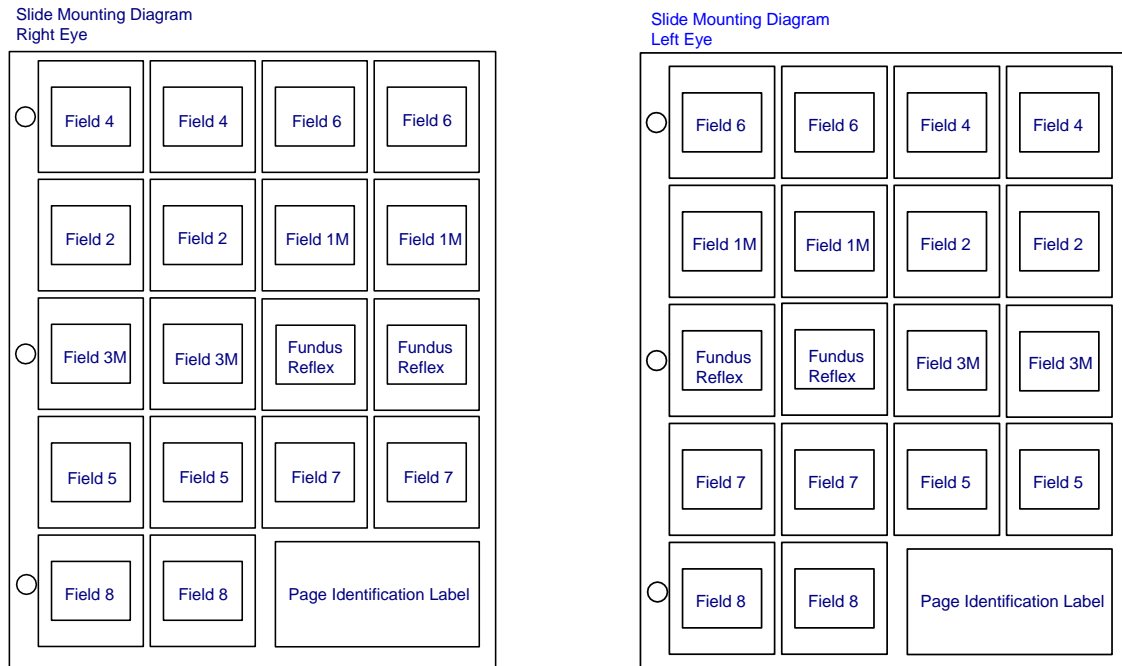 Slide Mounting Diagram
Right Eye
Field 4
Field 4
Field 6
Field 6
Field 2
Field 2
Field 1M
Field 1M
Field 3M
Field 3M
Fundus
Reflex
Fundus
Reflex
Field 5
Field 5
Field 7
Field 7
Field 8
Field 8
Page Identification Label
Slide Mounting Diagram
Left Eye
Field 6
Field 6
Field 4
Field 4
Field 1M
Field 1M
Field 2
Field 2
Fundus
Reflex
Fundus
Reflex
Field 3M
Field 3M
Field 7
Field 7
Field 5
Field 5
Field 8
Field 8
Page Identification Label